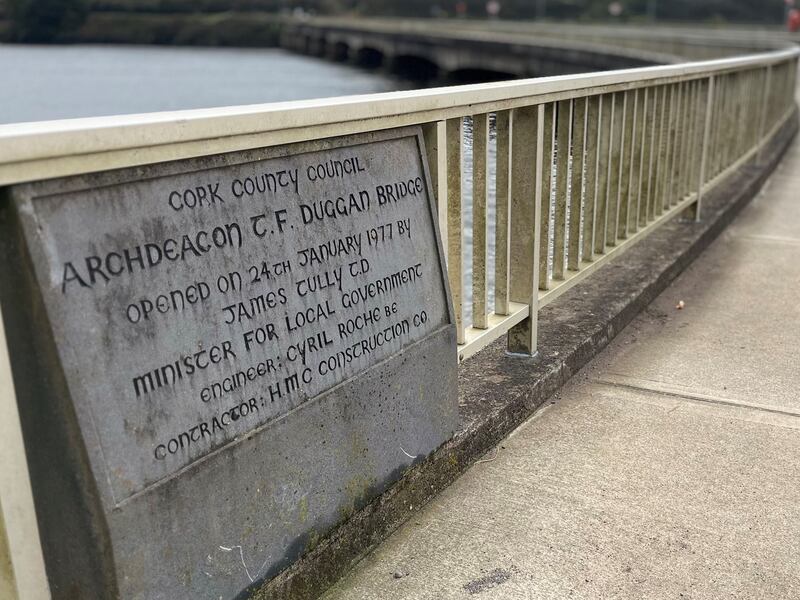 CORK COUNTY COUNCIL
ARCHDEACON T.F. DUGGAN BRIDGE
OPENED ON 24TH JANUARY 1977 BY
JAMES TULLY T.D
MINISTER FOR LOCAL GOVERNMENT
ENGINEER: CYRIL ROCHE BE
CONTRACTOR: H.M C CONSTRUCTION CO.